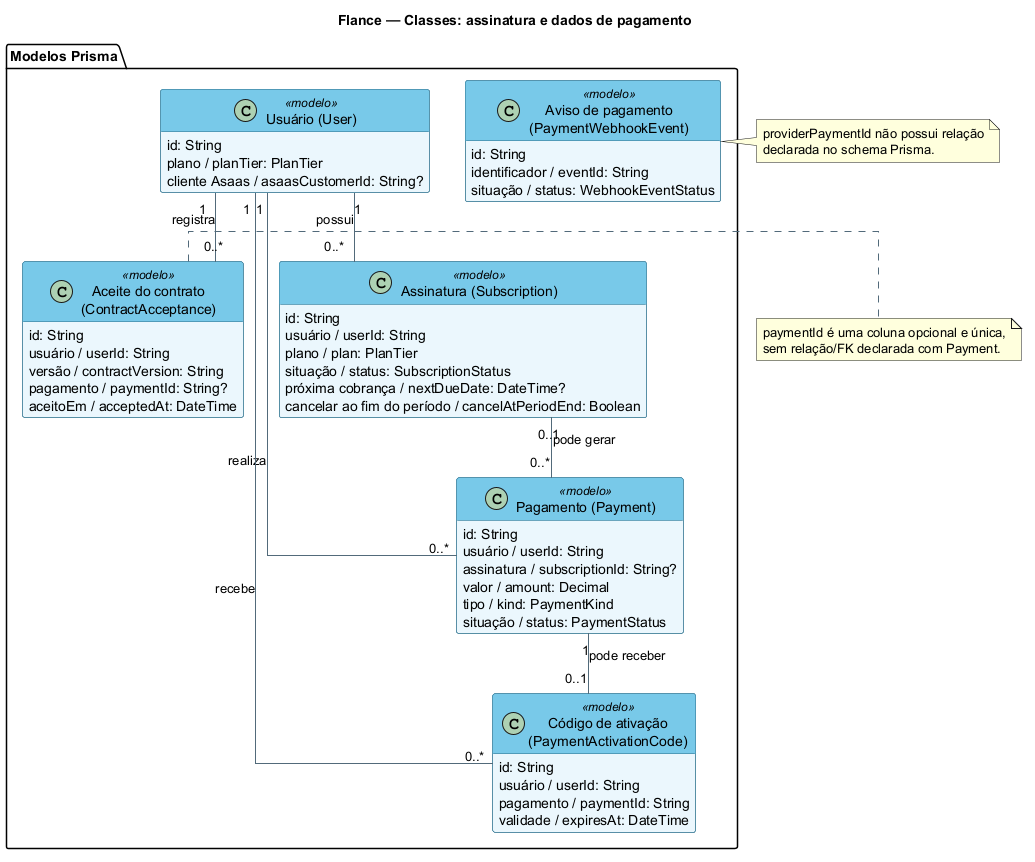 Flance — Classes: assinatura e dados de pagamento
Modelos Prisma
C
«modelo»
Usuário (User)
id: String
plano / planTier: PlanTier
cliente Asaas / asaasCustomerId: String?
C
«modelo»
Aviso de pagamento
(PaymentWebhookEvent)
id: String
identificador / eventId: String
situação / status: WebhookEventStatus
providerPaymentId não possui relação
declarada no schema Prisma.
1
registra
0..*
1
1
1
possui
0..*
C
«modelo»
Aceite do contrato
(ContractAcceptance)
id: String
usuário / userId: String
versão / contractVersion: String
pagamento / paymentId: String?
aceitoEm / acceptedAt: DateTime
C
«modelo»
Assinatura (Subscription)
id: String
usuário / userId: String
plano / plan: PlanTier
situação / status: SubscriptionStatus
próxima cobrança / nextDueDate: DateTime?
cancelar ao fim do período / cancelAtPeriodEnd: Boolean
paymentId é uma coluna opcional e única,
sem relação/FK declarada com Payment.
0..1
pode gerar
0..*
realiza
0..*
C
«modelo»
Pagamento (Payment)
id: String
usuário / userId: String
assinatura / subscriptionId: String?
valor / amount: Decimal
tipo / kind: PaymentKind
situação / status: PaymentStatus
recebe
0..*
1
pode receber
0..1
C
«modelo»
Código de ativação
(PaymentActivationCode)
id: String
usuário / userId: String
pagamento / paymentId: String
validade / expiresAt: DateTime